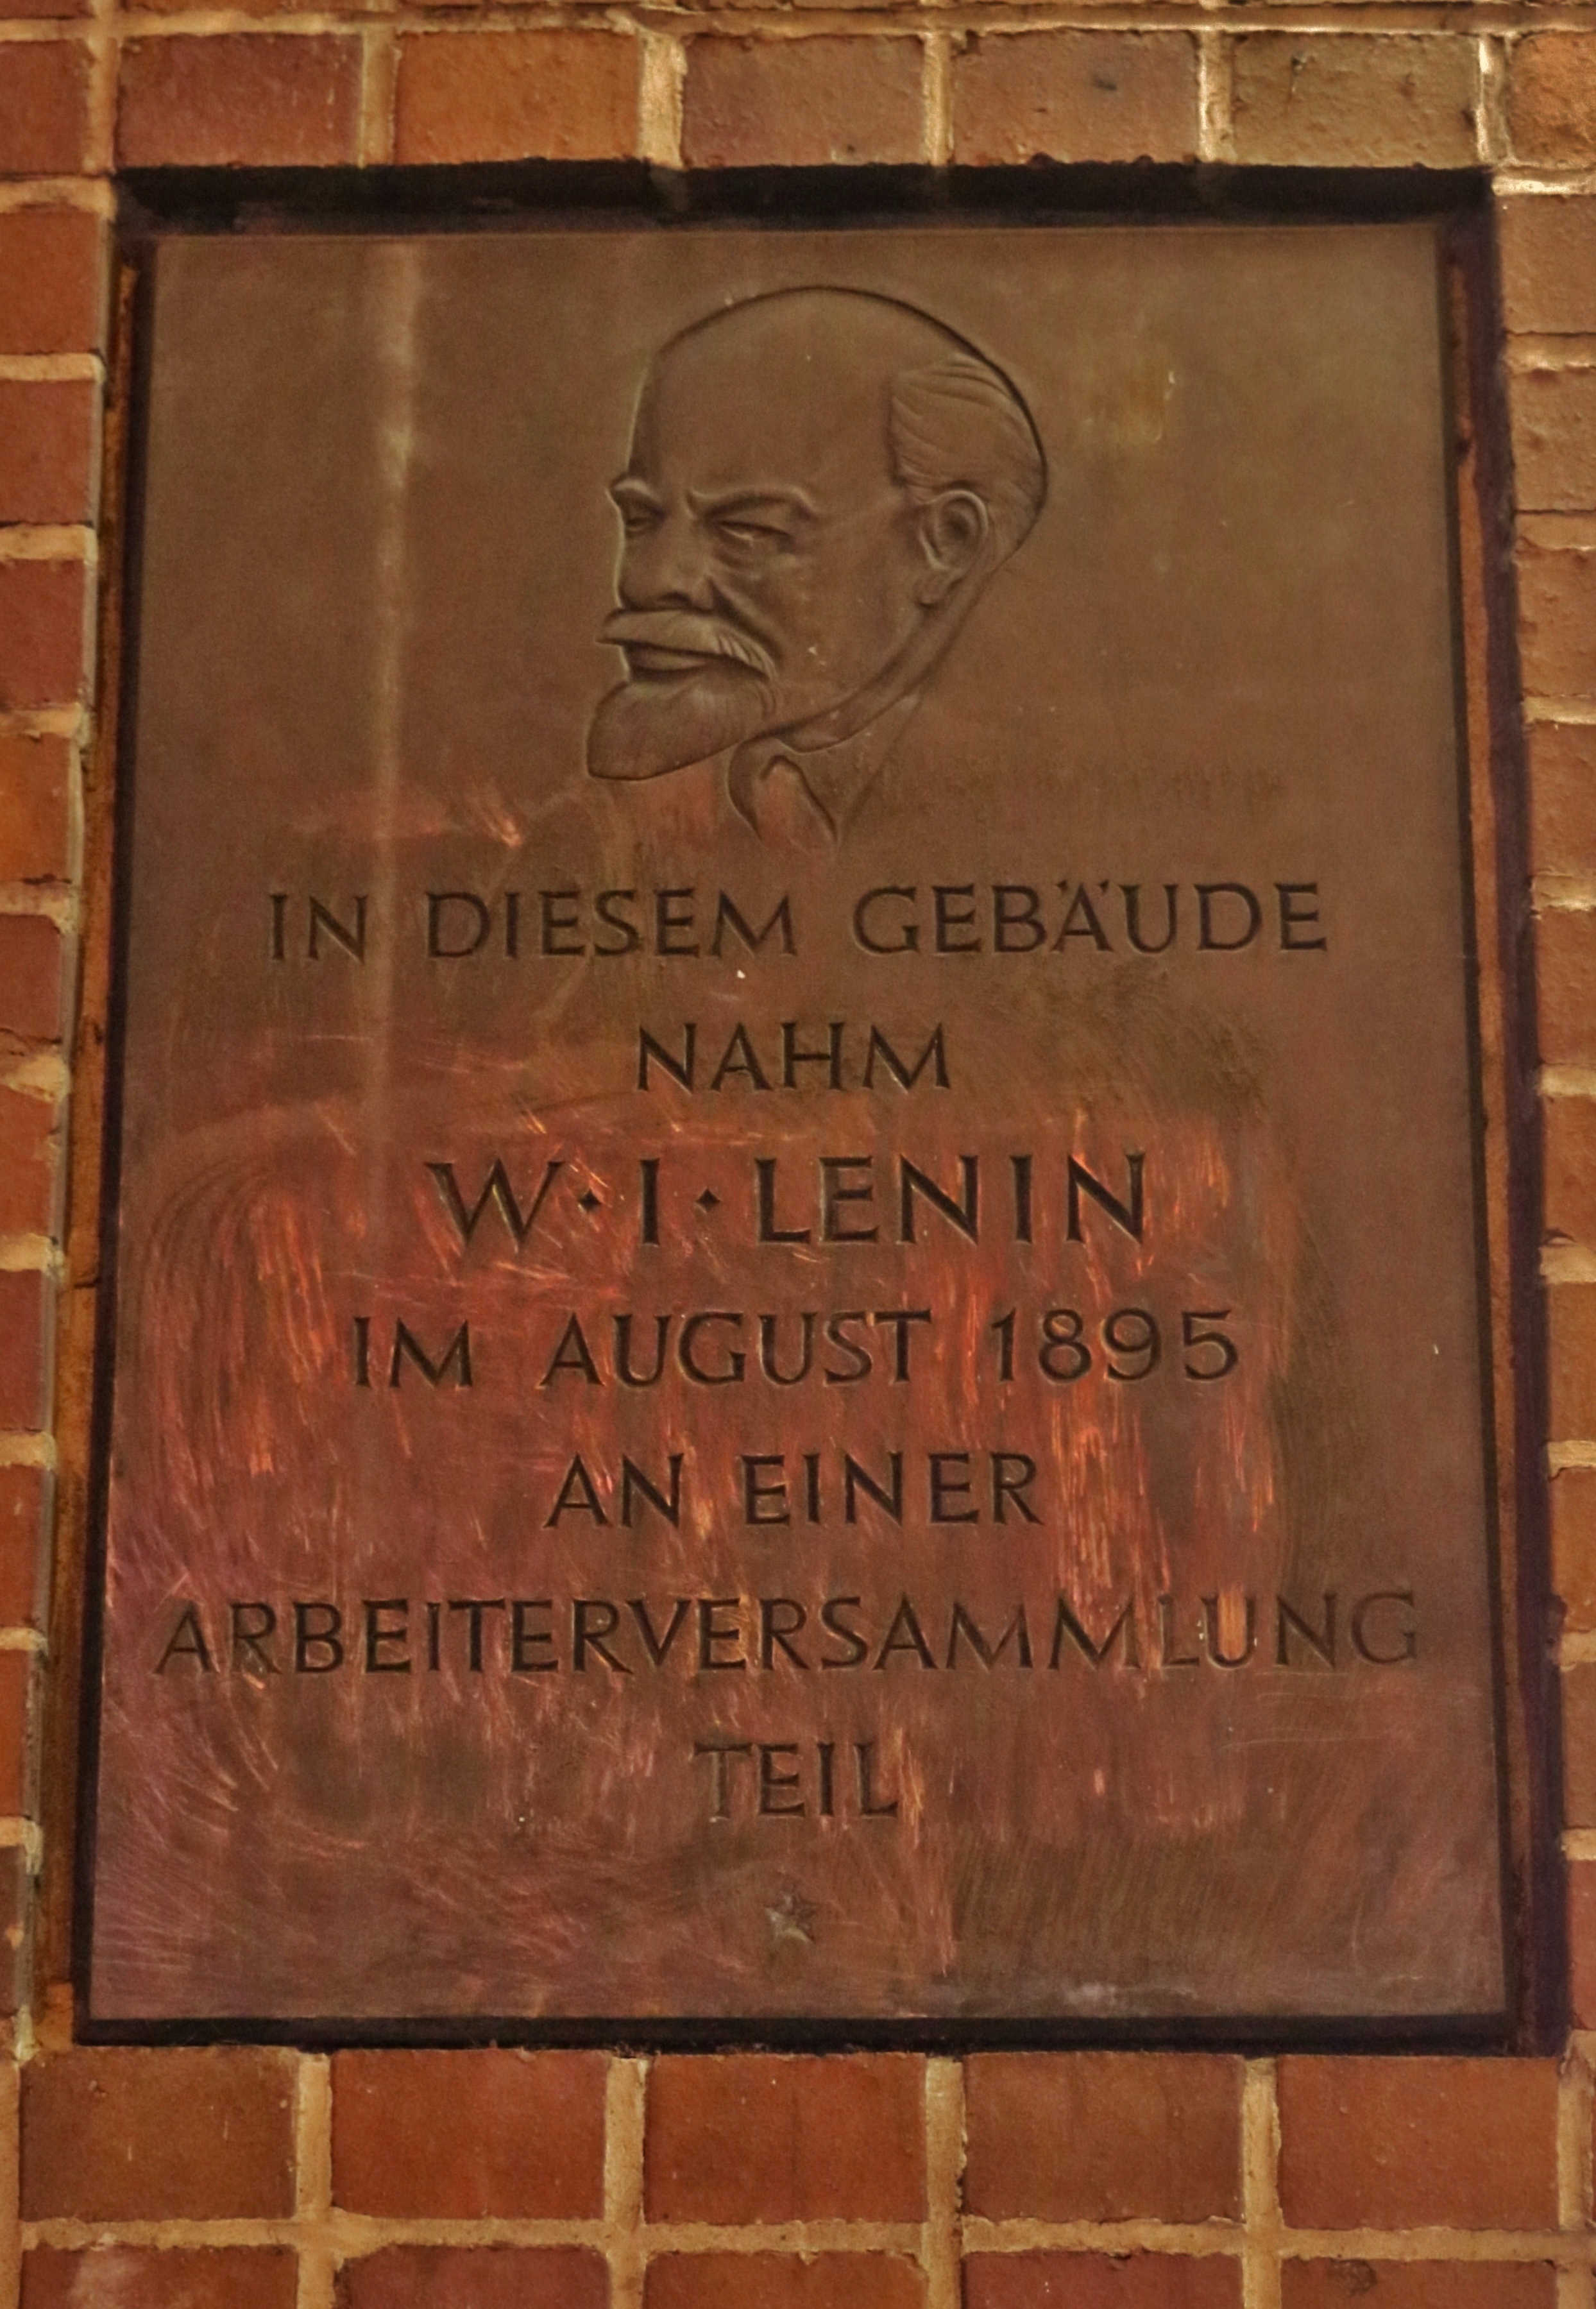 IN DIESEM GEBÄUDE
NAHM
W·I·LENIN
IM AUGUST 1895
AN EINER
ARBEITERVERSAMMLUNG
TEIL